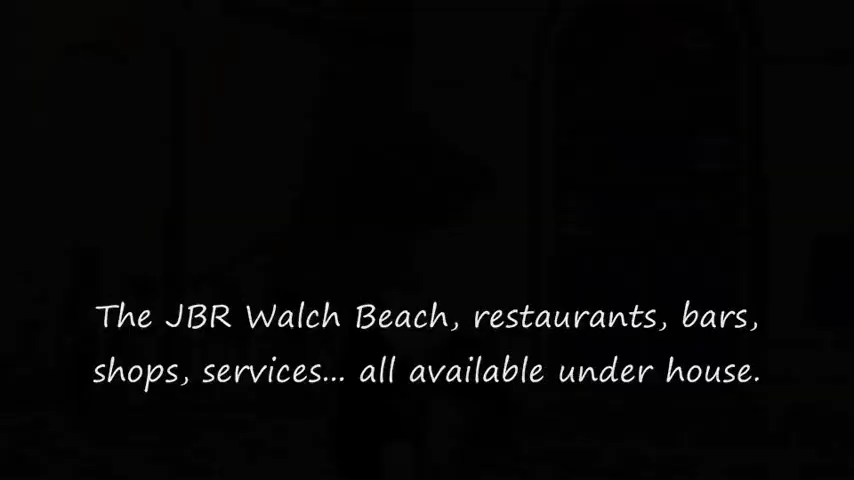 The JBR Walch Beach, restaurants, bars,
shops, services... all available under house.